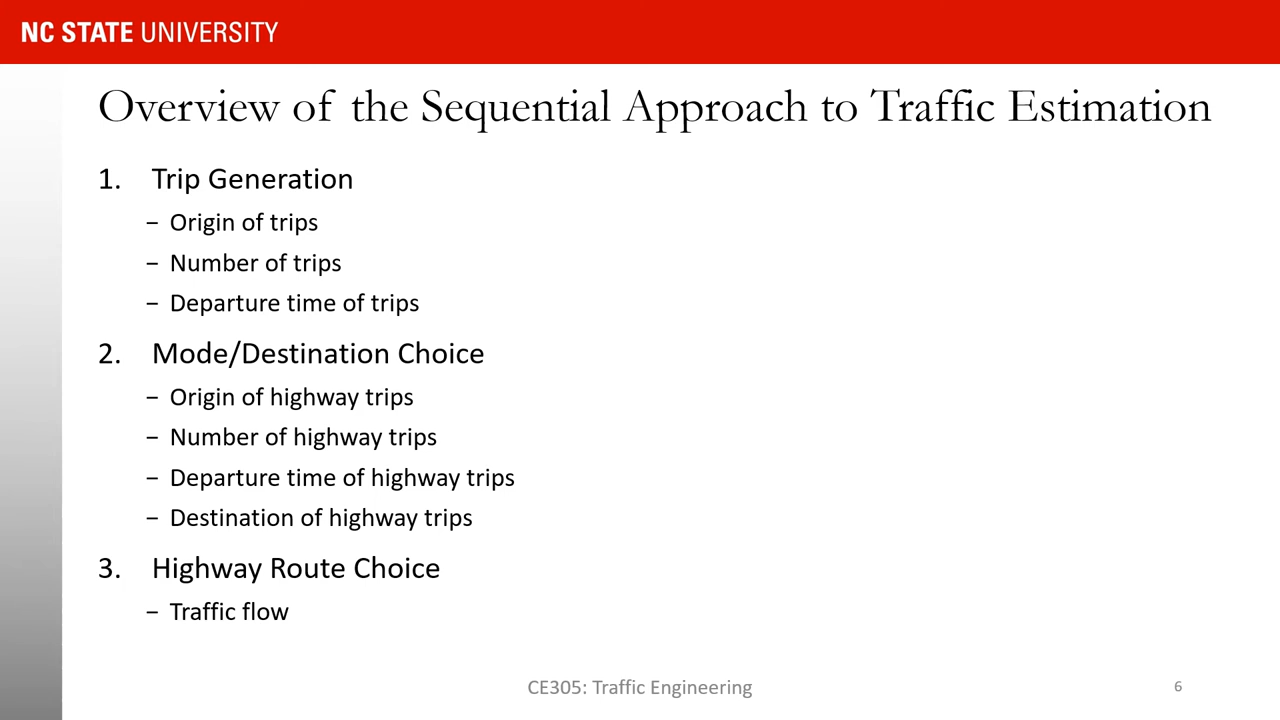 NC STATE UNIVERSITY
Overview of the Sequential Approach to Traffic Estimation
1. Trip Generation
– Origin of trips
– Number of trips
– Departure time of trips
2. Mode/Destination Choice
– Origin of highway trips
– Number of highway trips
– Departure time of highway trips
– Destination of highway trips
3. Highway Route Choice
– Traffic flow
CE305: Traffic Engineering
6